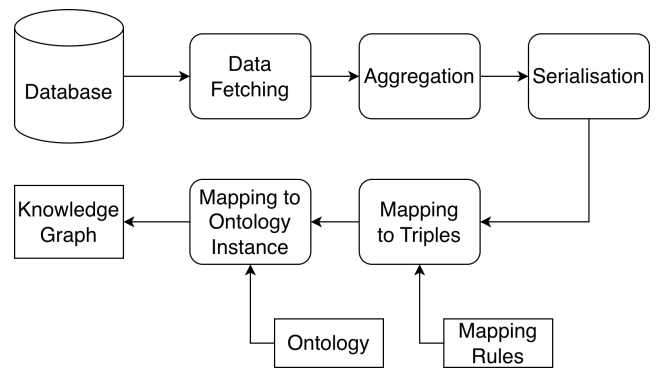 Database
Data
Fetching
Aggregation
Serialisation
Knowledge
Graph
Mapping to
Ontology
Instance
Mapping
to Triples
Ontology
Mapping
Rules